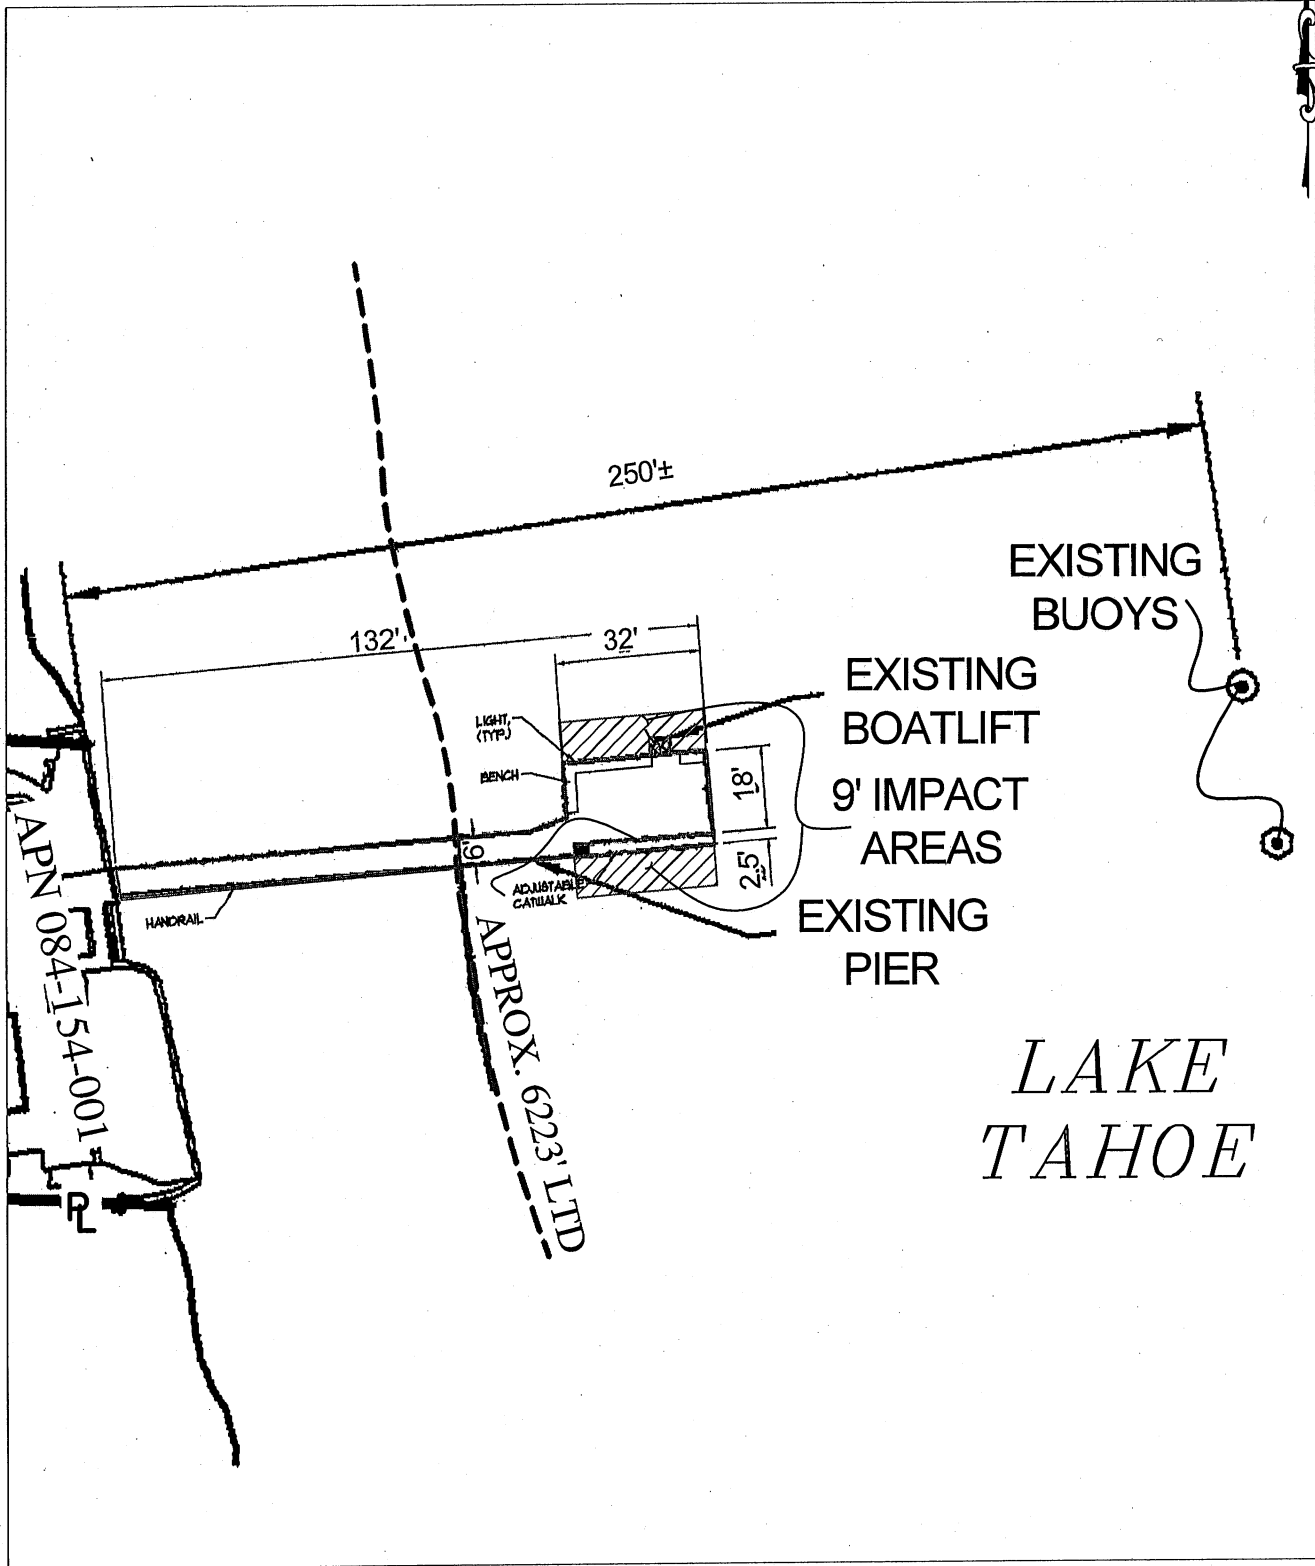 250'±
EXISTING
BUOYS
132'
32'
EXISTING
BOATLIFT
LIGHT,
(TYP.)
BENCH
18'
9' IMPACT
AREAS
6'
2.5'
ADJUSTABLE
CATWALK
HANDRAIL
EXISTING
PIER
APN 084-154-001
APPROX. 6223' LTD
LAKE
TAHOE
PL